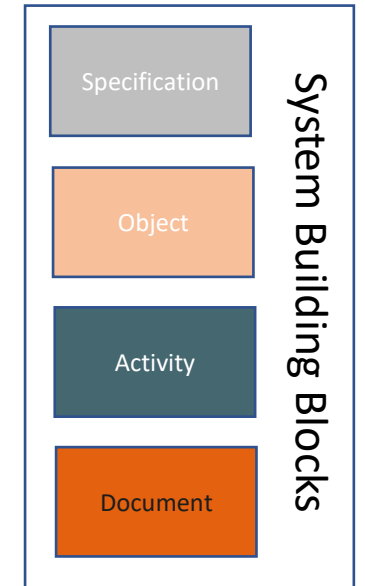 Specification
Object
Activity
Document
System Building Blocks